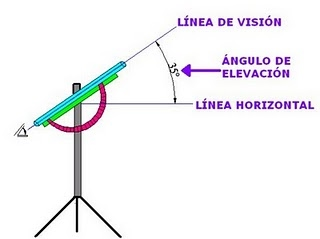 LÍNEA DE VISIÓN
ÁNGULO DE
ELEVACIÓN
35°
LÍNEA HORIZONTAL